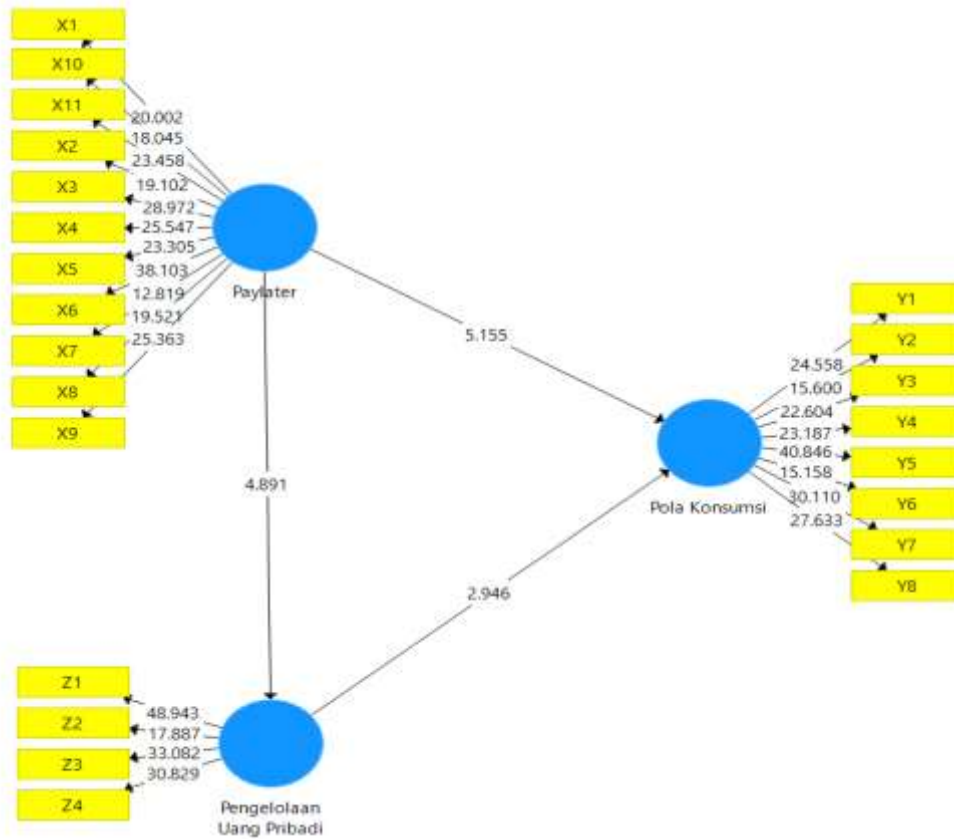 X1
X10
X11
X2
X3
X4
X5
X6
X7
X8
X9
20.002
18.045
23.458
19.102
28.972
25.547
23.305
38.103
12.819
19.521
25.363
Paylater
5.155
4.891
2.946
Y1
Y2
Y3
Y4
Y5
Y6
Y7
Y8
24.558
15.600
22.604
23.187
40.846
15.158
30.110
27.633
Pola Konsumsi
Z1
Z2
Z3
Z4
48.943
17.887
33.082
30.829
Pengelolaan
Uang Pribadi